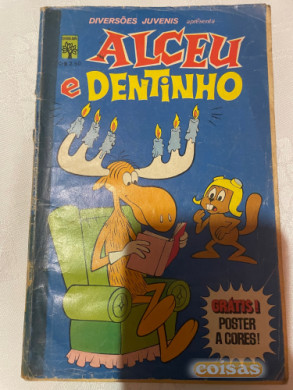 DIVERSÕES JUVENIS apresenta
ALCEU
e DENTINHO
GRÁTIS!
POSTER
A CORES!
coisas